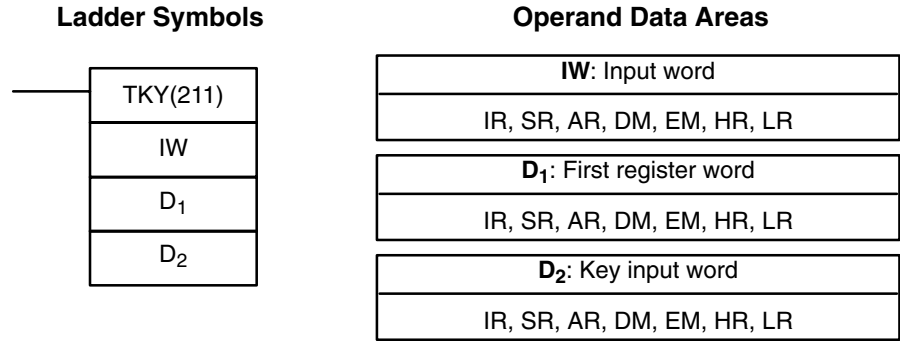 Ladder Symbols
TKY(211)
IW
D1
D2
Operand Data Areas
IW: Input word
IR, SR, AR, DM, EM, HR, LR
D1: First register word
IR, SR, AR, DM, EM, HR, LR
D2: Key input word
IR, SR, AR, DM, EM, HR, LR